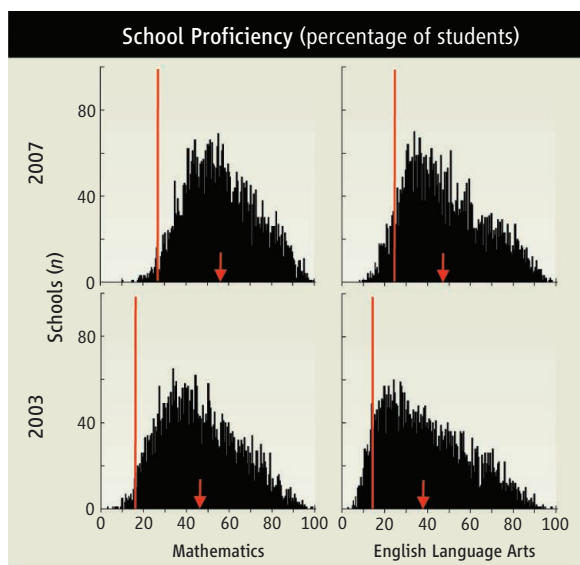 School Proficiency (percentage of students)
2007
80
40
0
Schools (n)
2003
80
40
0
0 20 40 60 80 100
0 20 40 60 80 100
Mathematics
English Language Arts